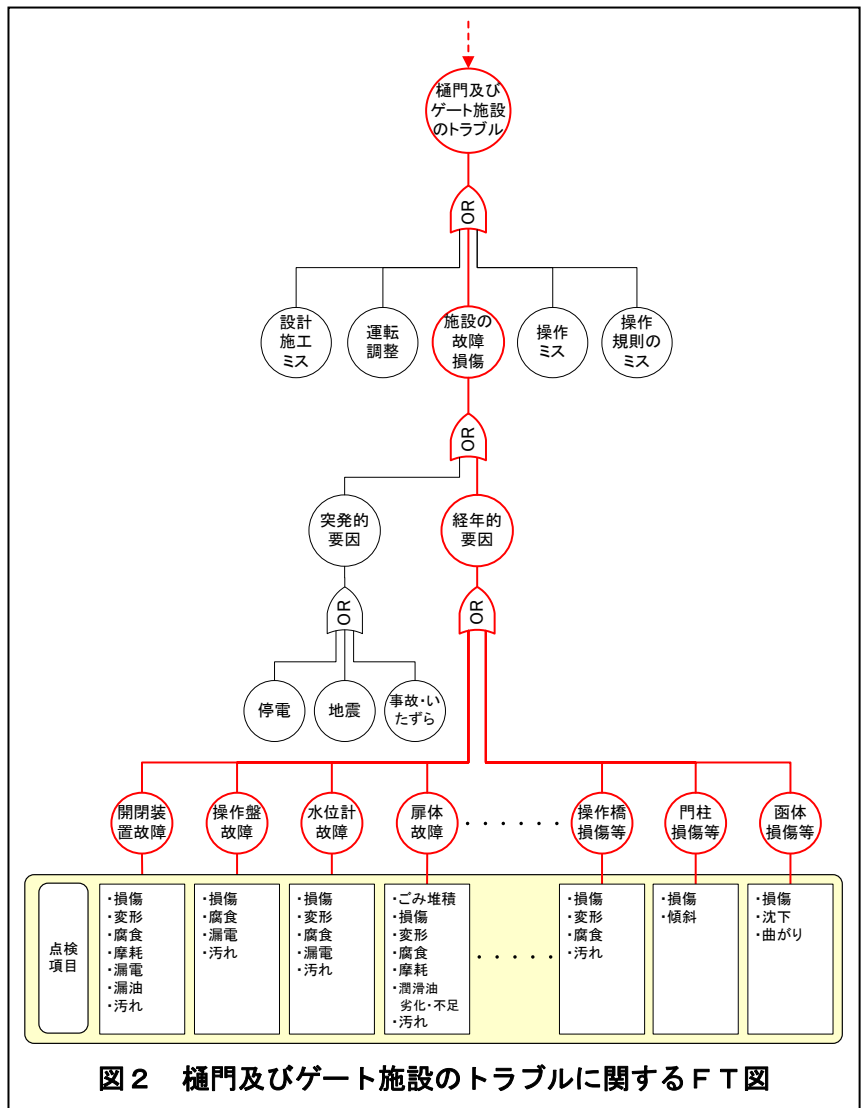 樋門及び
ゲート施設
のトラブル
OR
設計
施工
ミス
運転
調整
施設の
故障
損傷
操作
ミス
操作
規則の
ミス
OR
突発的
要因
経年的
要因
OR
OR
停電
地震
事故・い
たずら
開閉装
置故障
操作盤
故障
水位計
故障
扉体
故障
・・・・・・
操作橋
損傷等
門柱
損傷等
函体
損傷等
点検
項目
・損傷
・変形
・腐食
・摩耗
・漏電
・漏油
・汚れ
・損傷
・腐食
・漏電
・汚れ
・損傷
・変形
・腐食
・漏電
・汚れ
・ごみ堆積
・損傷
・変形
・腐食
・摩耗
・潤滑油
劣化・不足
・汚れ
・・・・・
・損傷
・変形
・腐食
・汚れ
・損傷
・傾斜
・損傷
・沈下
・曲がり
図2 樋門及びゲート施設のトラブルに関するFT図